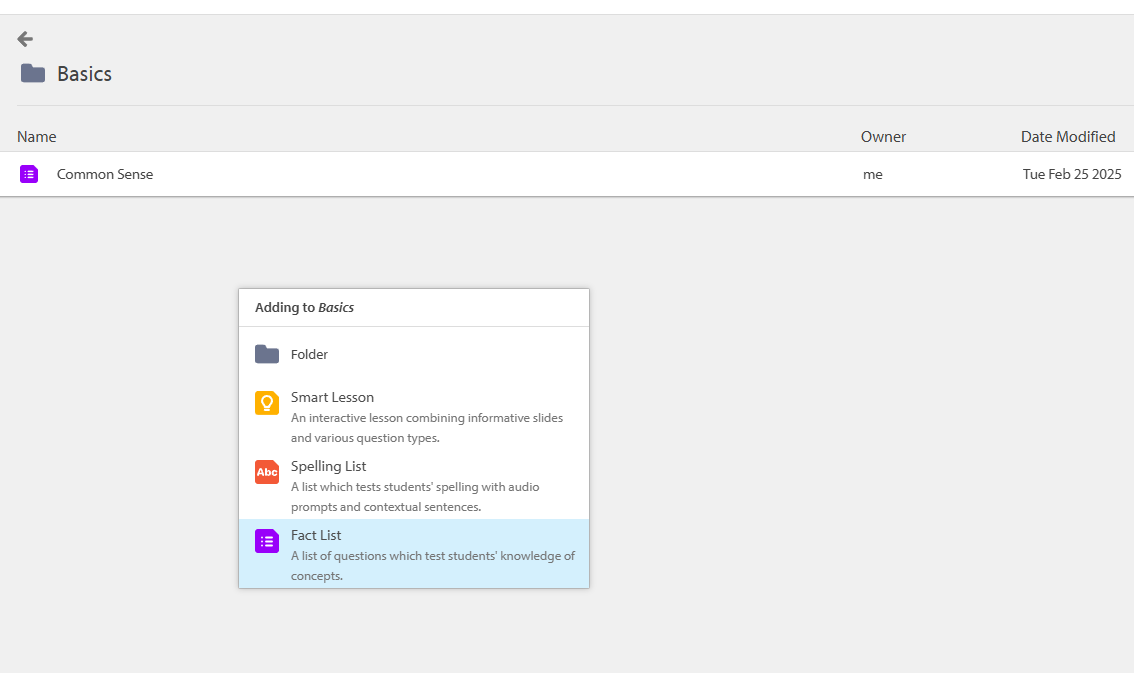 Basics
Name Owner Date Modified
Common Sense me Tue Feb 25 2025
Adding to Basics
Folder
Smart Lesson
An interactive lesson combining informative slides
and various question types.
Abc Spelling List
A list which tests students' spelling with audio
prompts and contextual sentences.
Fact List
A list of questions which test students' knowledge of
concepts.